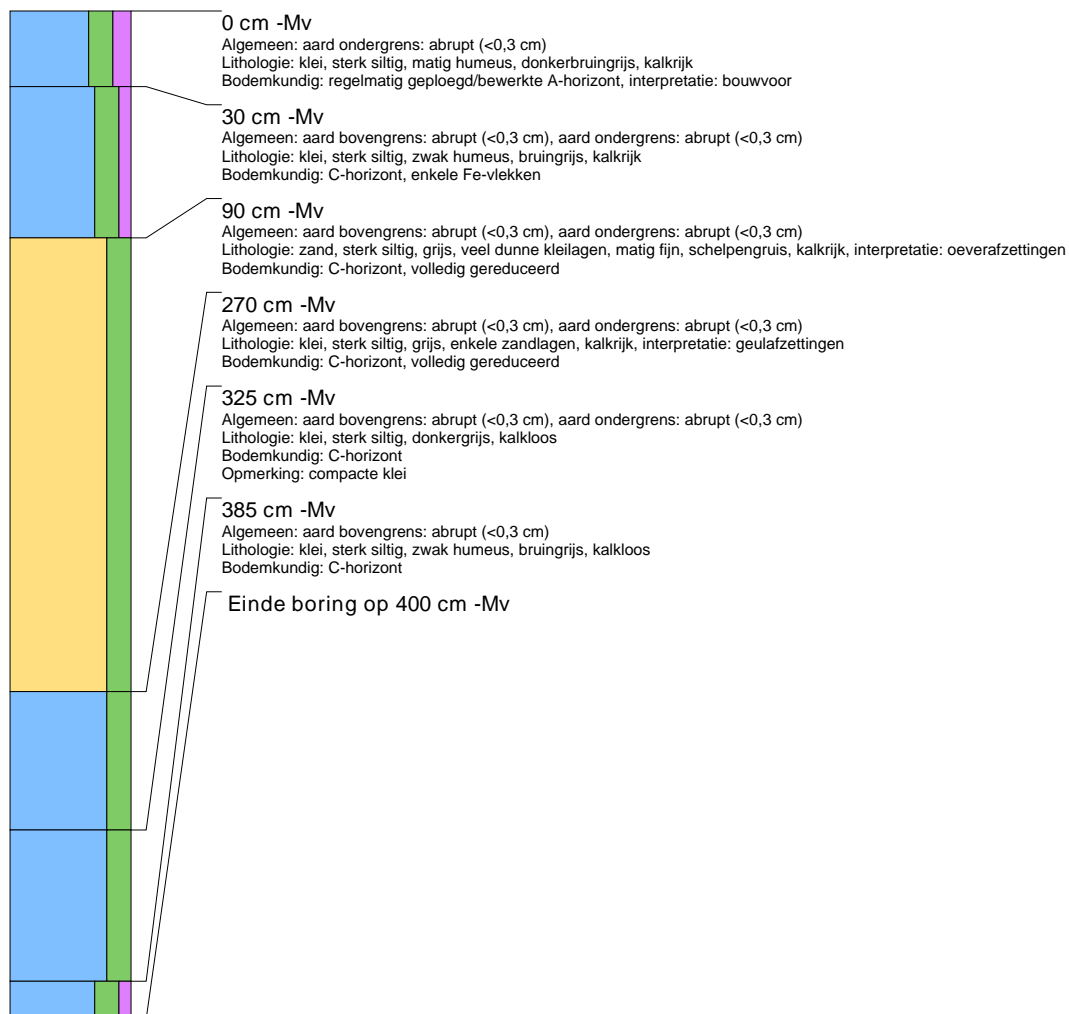 0 cm -Mv
Algemeen: aard ondergrens: abrupt (<0,3 cm)
Lithologie: klei, sterk siltig, matig humeus, donkerbruingrijs, kalkrijk
Bodemkundig: regelmatig geploegd/bewerkte A-horizont, interpretatie: bouwvoor
30 cm -Mv
Algemeen: aard bovengrens: abrupt (<0,3 cm), aard ondergrens: abrupt (<0,3 cm)
Lithologie: klei, sterk siltig, zwak humeus, bruingrijs, kalkrijk
Bodemkundig: C-horizont, enkele Fe-vlekken
90 cm -Mv
Algemeen: aard bovengrens: abrupt (<0,3 cm), aard ondergrens: abrupt (<0,3 cm)
Lithologie: zand, sterk siltig, grijs, veel dunne kleilagen, matig fijn, schelpengruis, kalkrijk, interpretatie: oeverafzettingen
Bodemkundig: C-horizont, volledig gereduceerd
270 cm -Mv
Algemeen: aard bovengrens: abrupt (<0,3 cm), aard ondergrens: abrupt (<0,3 cm)
Lithologie: klei, sterk siltig, grijs, enkele zandlagen, kalkrijk, interpretatie: geulafzettingen
Bodemkundig: C-horizont, volledig gereduceerd
325 cm -Mv
Algemeen: aard bovengrens: abrupt (<0,3 cm), aard ondergrens: abrupt (<0,3 cm)
Lithologie: klei, sterk siltig, donkergrijs, kalkloos
Bodemkundig: C-horizont
Opmerking: compacte klei
385 cm -Mv
Algemeen: aard bovengrens: abrupt (<0,3 cm)
Lithologie: klei, sterk siltig, zwak humeus, bruingrijs, kalkloos
Bodemkundig: C-horizont
Einde boring op 400 cm -Mv